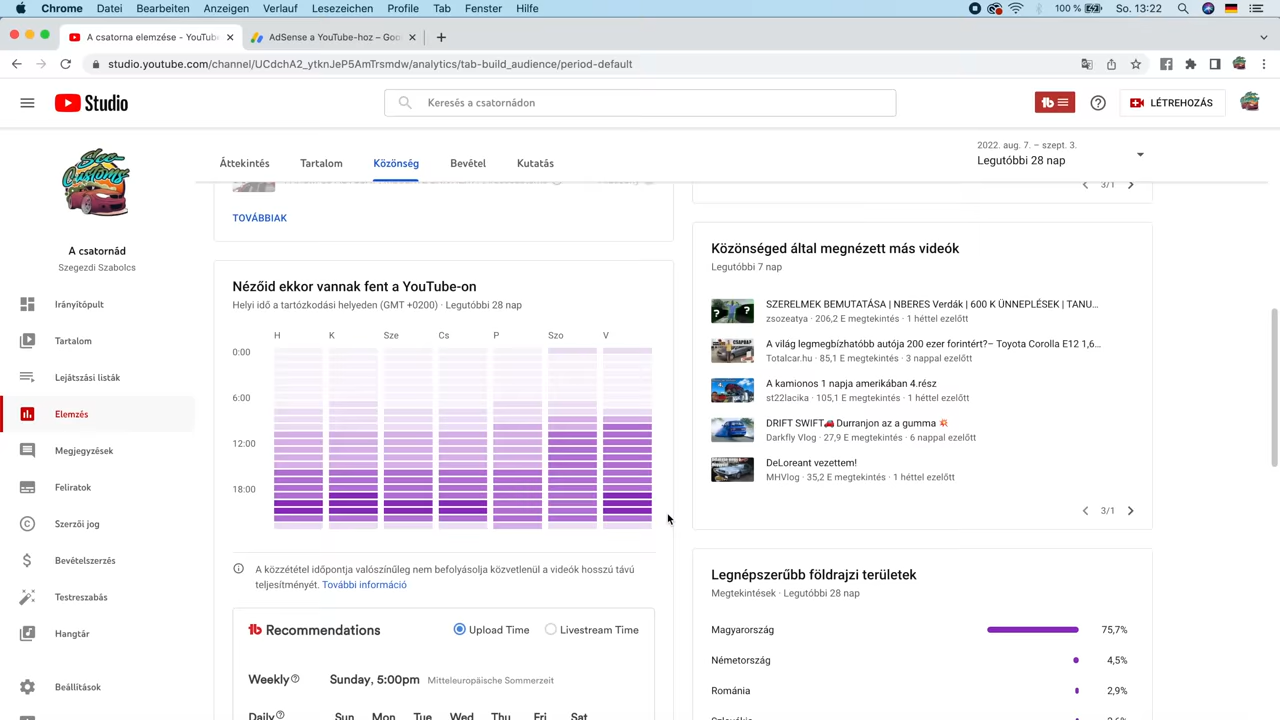 Chrome Datei Bearbeiten Anzeigen Verlauf Lesezeichen Profile Tab Fenster Hilfe 100 % So. 13:22
A csatorna elemzése - YouTube AdSense a YouTube-hoz – Goo
studio.youtube.com/channel/UCdchA2_ytknJeP5AmTrsmdw/analytics/tab-build_audience/period-default
Studio Keresés a csatornádon LÉTREHOZÁS
Áttekintés Tartalom Közönség Bevétel Kutatás
2022. aug. 7. – szept. 3.
Legutóbbi 28 nap
A csatornád
Szegezdi Szabolcs
Irányítópult
Tartalom
Lejátszási listák
Elemzés
Megjegyzések
Feliratok
Szerzői jog
Bevételszerzés
Testreszabás
Hangtár
Beállítások
TOVÁBBIAK
Nézőid ekkor vannak fent a YouTube-on
Helyi idő a tartózkodási helyeden (GMT +0200) · Legutóbbi 28 nap
H K Sze Cs P Szo V
0:00
6:00
12:00
18:00
A közzététel időpontja valószínűleg nem befolyásolja közvetlenül a videók hosszú távú
teljesítményét. További információ
Recommendations Upload Time Livestream Time
Weekly Sunday, 5:00pm Mitteleuropäische Sommerzeit
Daily Sun Mon Tue Wed Thu Fri Sat
3/1
Közönséged által megnézett más videók
Legutóbbi 7 nap
SZERELMEK BEMUTATÁSA | NBERES Verdák | 600 K ÜNNEPLÉSEK | TANU…
zsozeatya · 206,2 E megtekintés · 1 héttel ezelőtt
A világ legmegbízhatóbb autója 200 ezer forintért?– Toyota Corolla E12 1,6…
Totalcar.hu · 85,1 E megtekintés · 3 nappal ezelőtt
A kamionos 1 napja amerikában 4.rész
st22lacika · 105,1 E megtekintés · 1 héttel ezelőtt
DRIFT SWIFT🚗 Durranjon az a gumma 💥
Darkfly Vlog · 27,9 E megtekintés · 6 nappal ezelőtt
DeLoreant vezettem!
MHVlog · 35,2 E megtekintés · 1 héttel ezelőtt
3/1
Legnépszerűbb földrajzi területek
Megtekintések · Legutóbbi 28 nap
Magyarország 75,7%
Németország 4,5%
Románia 2,9%